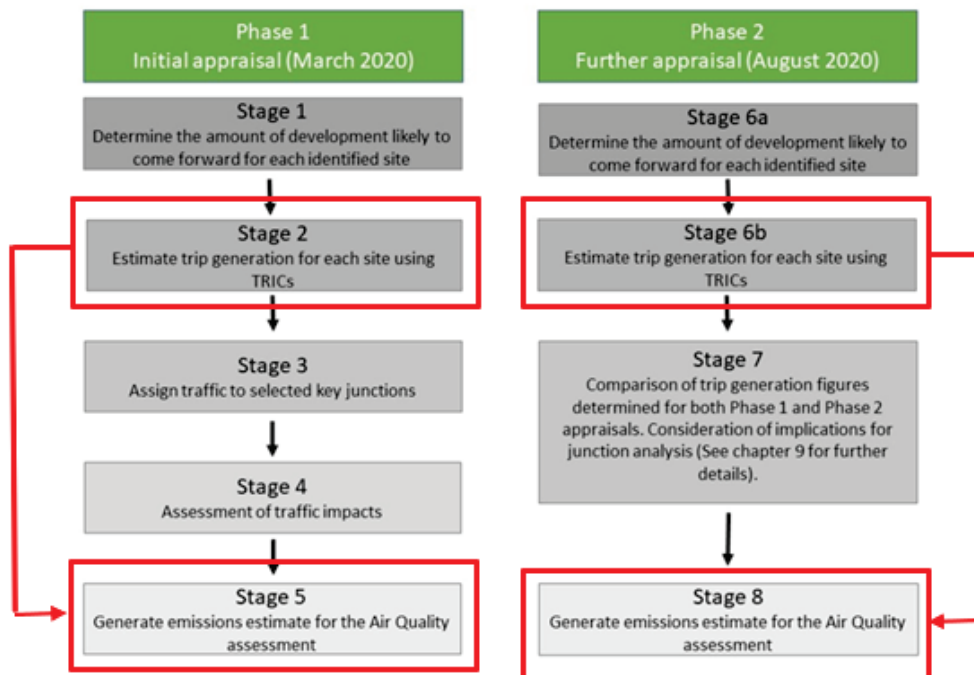 Phase 1
Initial appraisal (March 2020)
Stage 1
Determine the amount of development likely to
come forward for each identified site
Stage 2
Estimate trip generation for each site using
TRICs
Stage 3
Assign traffic to selected key junctions
Stage 4
Assessment of traffic impacts
Stage 5
Generate emissions estimate for the Air Quality
assessment
Phase 2
Further appraisal (August 2020)
Stage 6a
Determine the amount of development likely to
come forward for each identified site
Stage 6b
Estimate trip generation for each site using
TRICs
Stage 7
Comparison of trip generation figures
determined for both Phase 1 and Phase 2
appraisals. Consideration of implications for
junction analysis (See chapter 9 for further
details).
Stage 8
Generate emissions estimate for the Air Quality
assessment